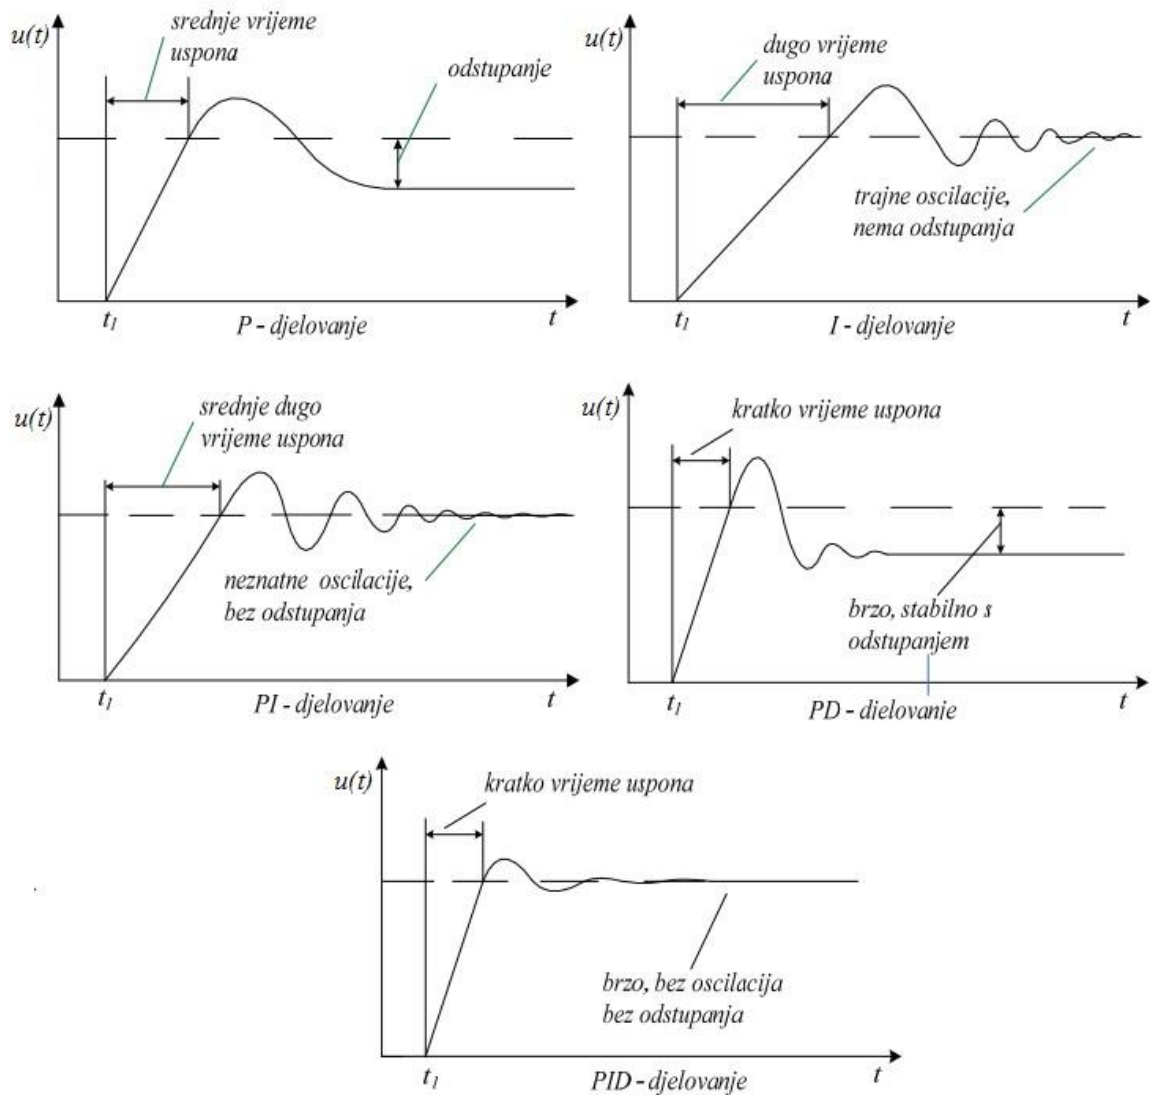 u(t)
srednje vrijeme
uspona
odstupanje
t1
P - djelovanje
t
u(t)
dugo vrijeme
uspona
trajne oscilacije,
nema odstupanja
t1
I - djelovanje
t
u(t)
srednje dugo
vrijeme uspona
neznatne oscilacije,
bez odstupanja
t1
PI - djelovanje
t
u(t)
kratko vrijeme uspona
brzo, stabilno s
odstupanjem
t1
PD - djelovanje
t
u(t)
kratko vrijeme uspona
brzo, bez oscilacija
bez odstupanja
t1
PID - djelovanje
t